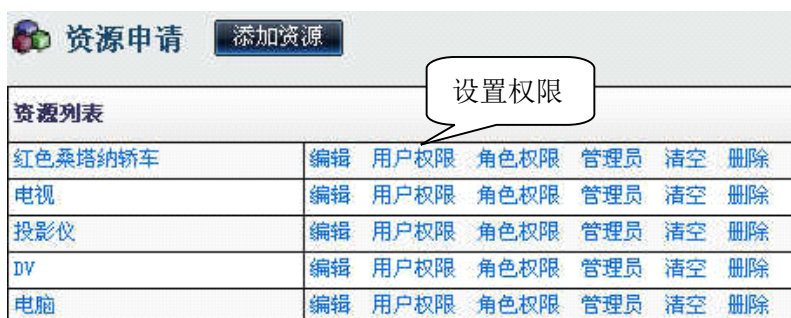 资源申请 添加资源
设置权限
资源列表
红色桑塔纳轿车 编辑 用户权限 角色权限 管理员 清空 删除
电视 编辑 用户权限 角色权限 管理员 清空 删除
投影仪 编辑 用户权限 角色权限 管理员 清空 删除
DV 编辑 用户权限 角色权限 管理员 清空 删除
电脑 编辑 用户权限 角色权限 管理员 清空 删除